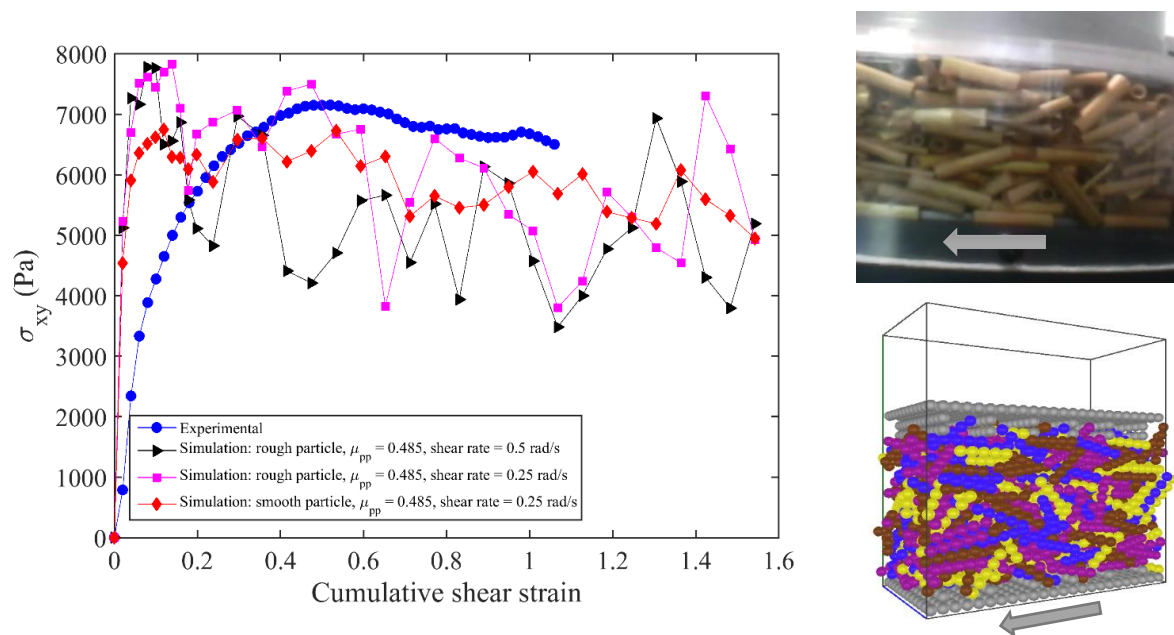 8000
7000
6000
5000
4000
3000
2000
1000
0
σxy (Pa)
Experimental
Simulation: rough particle, μpp = 0.485, shear rate = 0.5 rad/s
Simulation: rough particle, μpp = 0.485, shear rate = 0.25 rad/s
Simulation: smooth particle, μpp = 0.485, shear rate = 0.25 rad/s
0 0.2 0.4 0.6 0.8 1 1.2 1.4 1.6
Cumulative shear strain